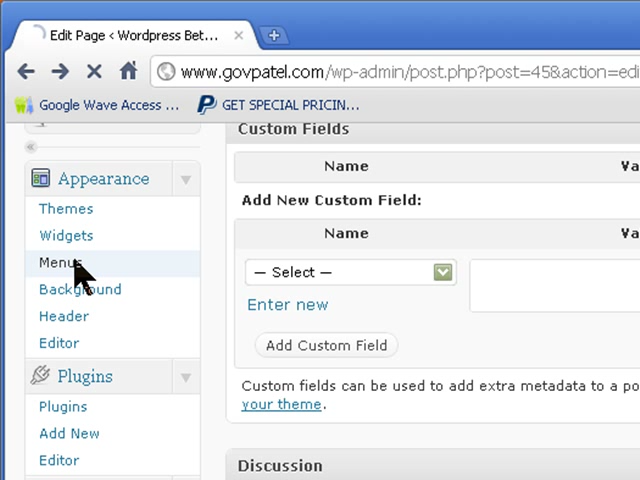 Edit Page < Wordpress Bet...
www.govpatel.com/wp-admin/post.php?post=45&action=edi
Google Wave Access ... GET SPECIAL PRICIN...
Custom Fields
Appearance
Themes
Widgets
Menus
Background
Header
Editor
Plugins
Plugins
Add New
Editor
Name Va
Add New Custom Field:
Name Va
— Select —
Enter new
Add Custom Field
Custom fields can be used to add extra metadata to a po
your theme.
Discussion